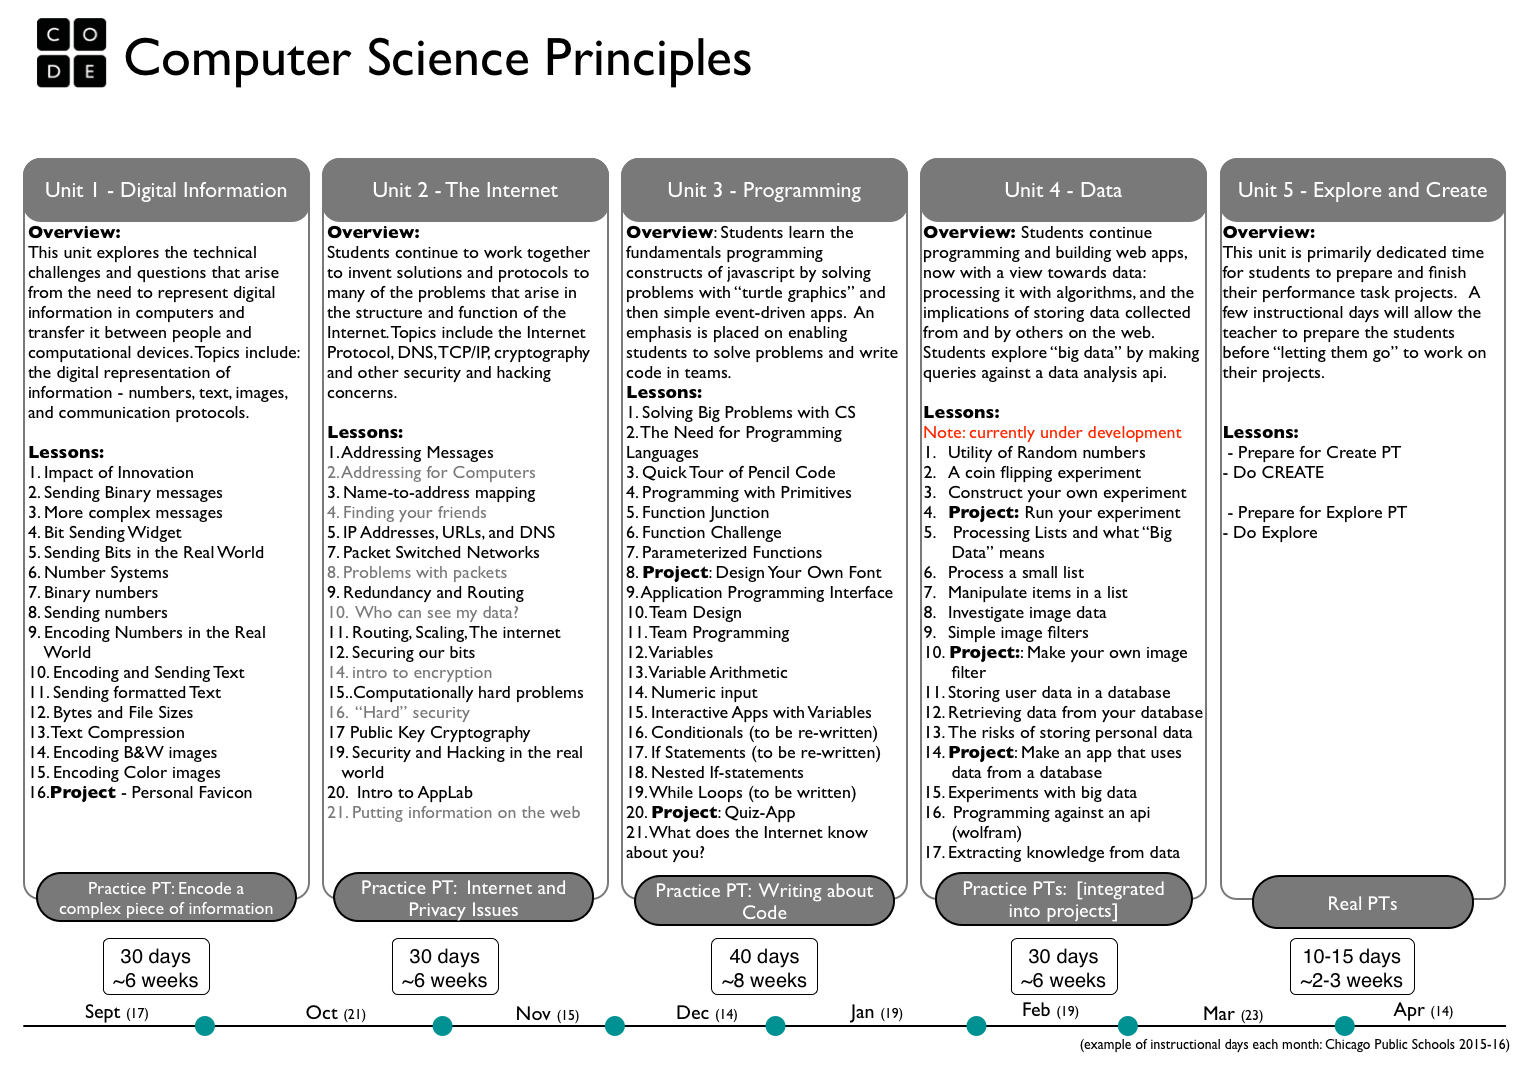 C O
D E
Computer Science Principles
Unit 1 - Digital Information
Overview:
This unit explores the technical
challenges and questions that arise
from the need to represent digital
information in computers and
transfer it between people and
computational devices. Topics include:
the digital representation of
information - numbers, text, images,
and communication protocols.
Lessons:
1. Impact of Innovation
2. Sending Binary messages
3. More complex messages
4. Bit Sending Widget
5. Sending Bits in the Real World
6. Number Systems
7. Binary numbers
8. Sending numbers
9. Encoding Numbers in the Real
World
10. Encoding and Sending Text
11. Sending formatted Text
12. Bytes and File Sizes
13. Text Compression
14. Encoding B&W images
15. Encoding Color images
16. Project - Personal Favicon
Practice PT: Encode a
complex piece of information
30 days
~6 weeks
Unit 2 - The Internet
Overview:
Students continue to work together
to invent solutions and protocols to
many of the problems that arise in
the structure and function of the
Internet. Topics include the Internet
Protocol, DNS, TCP/IP, cryptography
and other security and hacking
concerns.
Lessons:
1. Addressing Messages
2. Addressing for Computers
3. Name-to-address mapping
4. Finding your friends
5. IP Addresses, URLs, and DNS
7. Packet Switched Networks
8. Problems with packets
9. Redundancy and Routing
10. Who can see my data?
11. Routing, Scaling, The internet
12. Securing our bits
14. intro to encryption
15..Computationally hard problems
16. “Hard” security
17 Public Key Cryptography
19. Security and Hacking in the real
world
20. Intro to AppLab
21. Putting information on the web
Practice PT: Internet and
Privacy Issues
30 days
~6 weeks
Unit 3 - Programming
Overview: Students learn the
fundamentals programming
constructs of javascript by solving
problems with “turtle graphics” and
then simple event-driven apps. An
emphasis is placed on enabling
students to solve problems and write
code in teams.
Lessons:
1. Solving Big Problems with CS
2. The Need for Programming
Languages
3. Quick Tour of Pencil Code
4. Programming with Primitives
5. Function Junction
6. Function Challenge
7. Parameterized Functions
8. Project: Design Your Own Font
9. Application Programming Interface
10. Team Design
11. Team Programming
12. Variables
13. Variable Arithmetic
14. Numeric input
15. Interactive Apps with Variables
16. Conditionals (to be re-written)
17. If Statements (to be re-written)
18. Nested If-statements
19. While Loops (to be written)
20. Project: Quiz-App
21. What does the Internet know
about you?
Practice PT: Writing about
Code
40 days
~8 weeks
Unit 4 - Data
Overview: Students continue
programming and building web apps,
now with a view towards data:
processing it with algorithms, and the
implications of storing data collected
from and by others on the web.
Students explore “big data” by making
queries against a data analysis api.
Lessons:
Note: currently under development
1. Utility of Random numbers
2. A coin flipping experiment
3. Construct your own experiment
4. Project: Run your experiment
5. Processing Lists and what “Big
Data” means
6. Process a small list
7. Manipulate items in a list
8. Investigate image data
9. Simple image filters
10. Project:: Make your own image
filter
11. Storing user data in a database
12. Retrieving data from your database
13. The risks of storing personal data
14. Project: Make an app that uses
data from a database
15. Experiments with big data
16. Programming against an api
(wolfram)
17. Extracting knowledge from data
Practice PTs: [integrated
into projects]
30 days
~6 weeks
Unit 5 - Explore and Create
Overview:
This unit is primarily dedicated time
for students to prepare and finish
their performance task projects. A
few instructional days will allow the
teacher to prepare the students
before “letting them go” to work on
their projects.
Lessons:
- Prepare for Create PT
- Do CREATE
- Prepare for Explore PT
- Do Explore
Real PTs
10-15 days
~2-3 weeks
Sept (17) Oct (21) Nov (15) Dec (14) Jan (19) Feb (19) Mar (23) Apr (14)
(example of instructional days each month: Chicago Public Schools 2015-16)